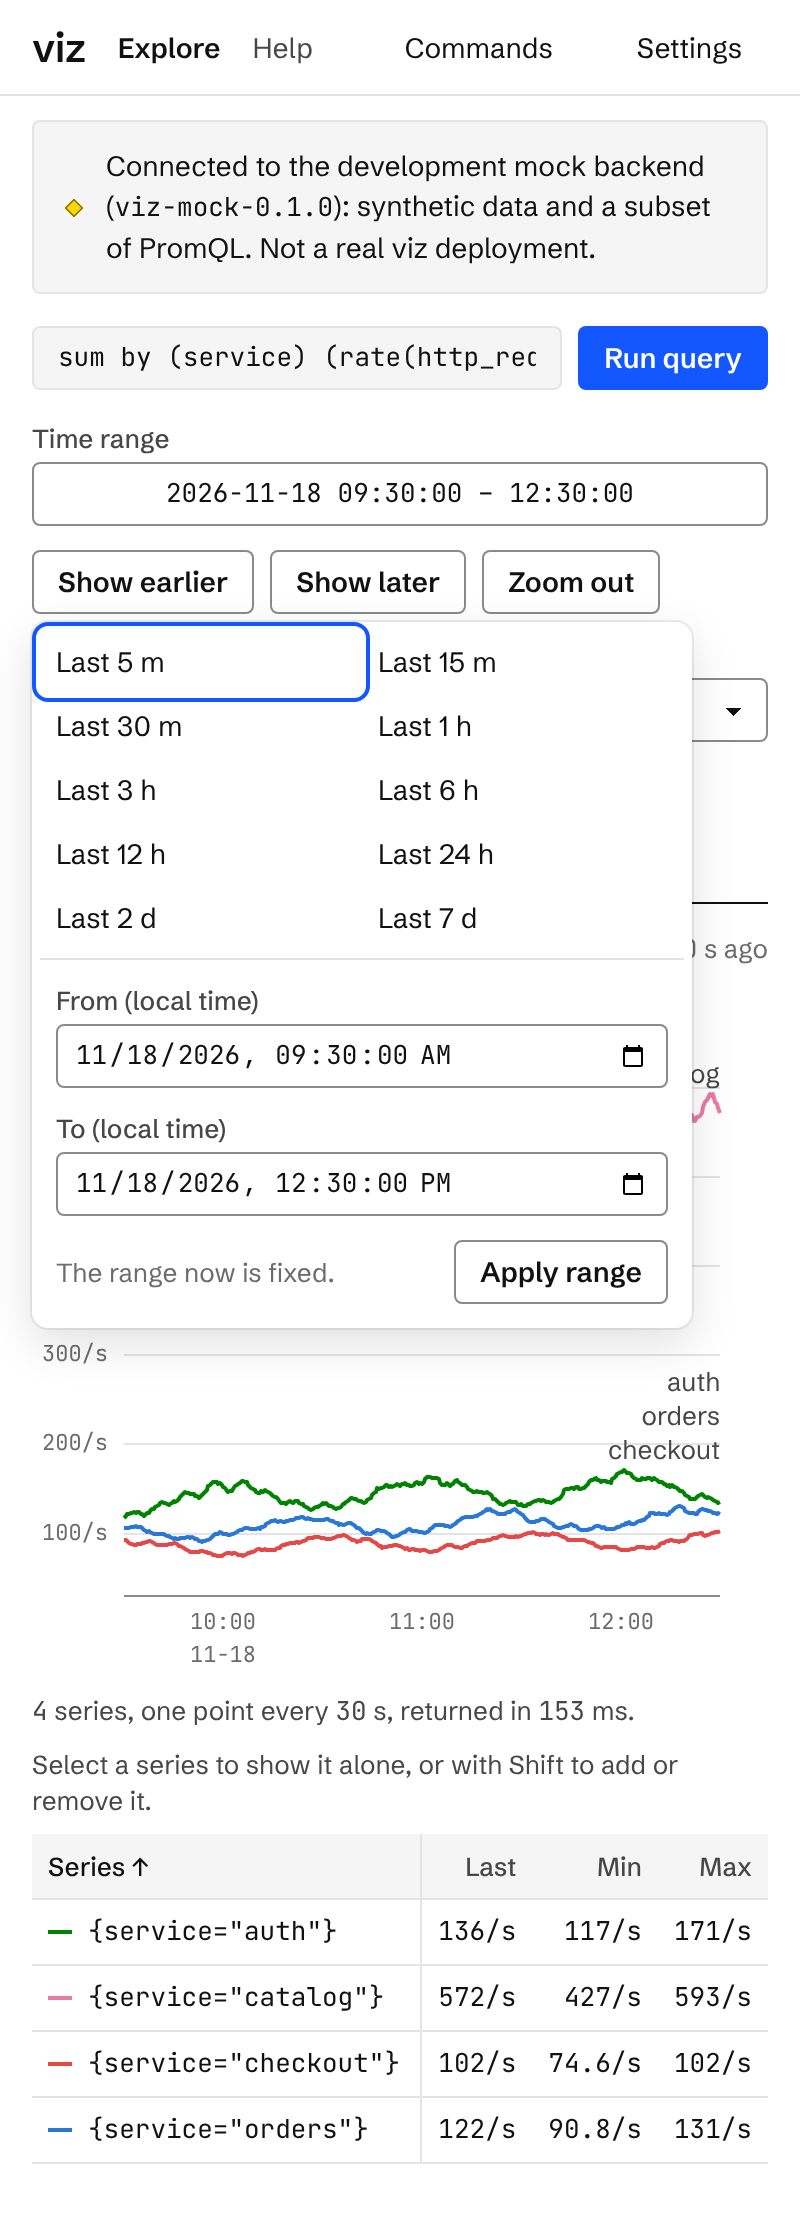 viz Explore Help Commands Settings
Connected to the development mock backend
(viz-mock-0.1.0): synthetic data and a subset
of PromQL. Not a real viz deployment.
sum by (service) (rate(http_rec Run query
Time range
2026-11-18 09:30:00 – 12:30:00
Show earlier Show later Zoom out
Last 5 m Last 15 m
Last 30 m Last 1 h
Last 3 h Last 6 h
Last 12 h Last 24 h
Last 2 d Last 7 d
s ago
From (local time)
11/18/2026, 09:30:00 AM
og
To (local time)
11/18/2026, 12:30:00 PM
The range now is fixed. Apply range
300/s
auth
orders
200/s
checkout
100/s
10:00 11:00 12:00
11-18
4 series, one point every 30 s, returned in 153 ms.
Select a series to show it alone, or with Shift to add or
remove it.
Series ↑ Last Min Max
{service="auth"} 136/s 117/s 171/s
{service="catalog"} 572/s 427/s 593/s
{service="checkout"} 102/s 74.6/s 102/s
{service="orders"} 122/s 90.8/s 131/s